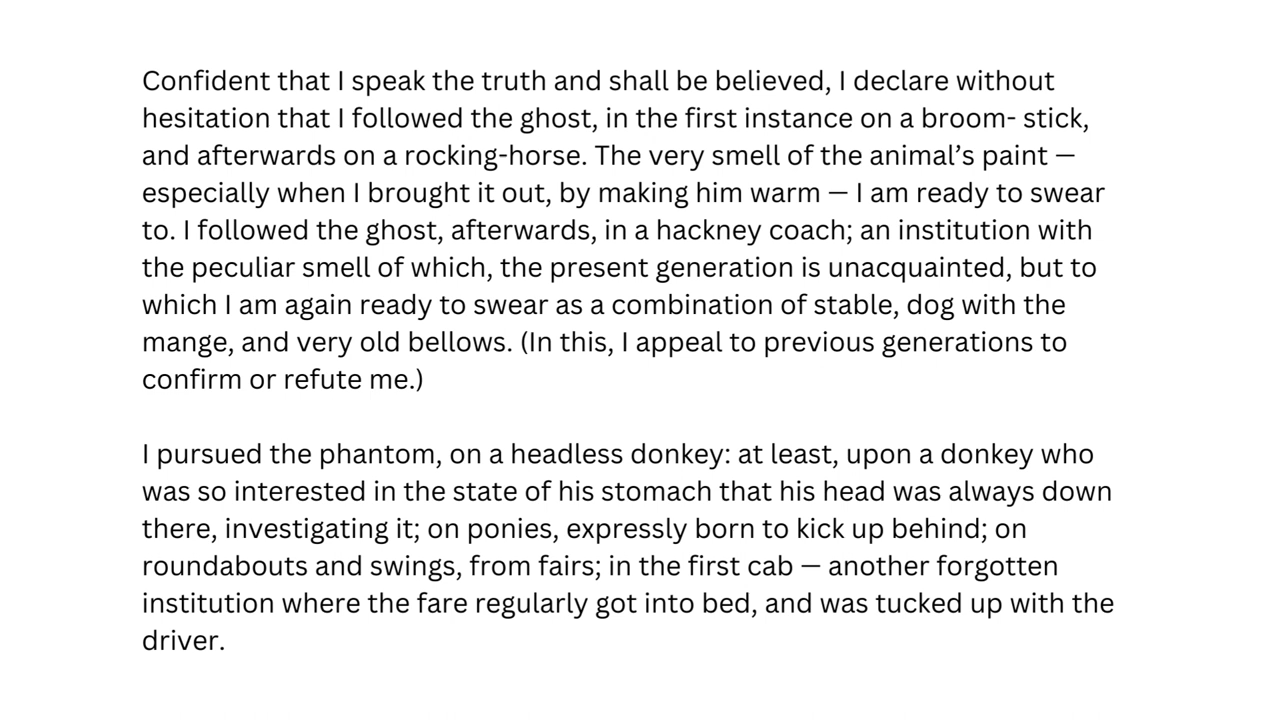 Confident that I speak the truth and shall be believed, I declare without
hesitation that I followed the ghost, in the first instance on a broom- stick,
and afterwards on a rocking-horse. The very smell of the animal’s paint —
especially when I brought it out, by making him warm — I am ready to swear
to. I followed the ghost, afterwards, in a hackney coach; an institution with
the peculiar smell of which, the present generation is unacquainted, but to
which I am again ready to swear as a combination of stable, dog with the
mange, and very old bellows. (In this, I appeal to previous generations to
confirm or refute me.)
I pursued the phantom, on a headless donkey: at least, upon a donkey who
was so interested in the state of his stomach that his head was always down
there, investigating it; on ponies, expressly born to kick up behind; on
roundabouts and swings, from fairs; in the first cab — another forgotten
institution where the fare regularly got into bed, and was tucked up with the
driver.